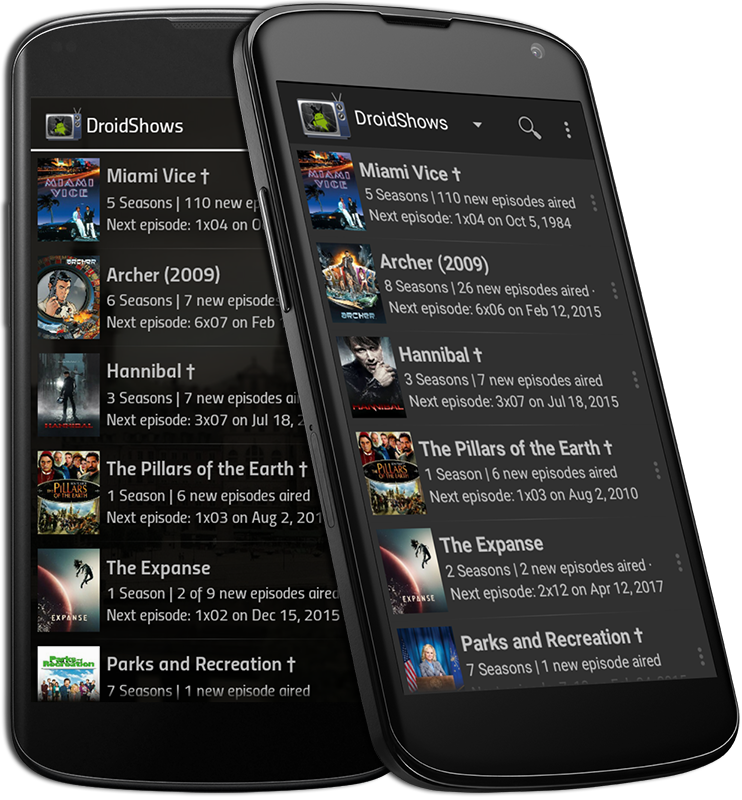 DroidShows
Miami Vice †
5 Seasons | 110 new ep
Next episode: 1x04 on O
Archer (2009)
6 Seasons | 7 new episodes
Next episode: 6x07 on Feb 1
Hannibal †
3 Seasons | 7 new episodes ai
Next episode: 3x07 on Jul 18, 2
The Pillars of the Earth †
1 Season | 6 new episodes aired
Next episode: 1x03 on Aug 2, 201
The Expanse
1 Season | 2 of 9 new episodes aired
Next episode: 1x02 on Dec 15, 2015
Parks and Recreation †
7 Seasons | 1 new episode aired
MIAMI
VICE
ARCHER
HANNIBAL
THE PILLARS
OF THE EARTH
EXPANSE
Parks and
Recreation
DroidShows
Miami Vice †
5 Seasons | 110 new episodes aired
Next episode: 1x04 on Oct 5, 1984
Archer (2009)
8 Seasons | 26 new episodes aired ·
Next episode: 6x06 on Feb 12, 2015
Hannibal †
3 Seasons | 7 new episodes aired
Next episode: 3x07 on Jul 18, 2015
The Pillars of the Earth †
1 Season | 6 new episodes aired
Next episode: 1x03 on Aug 2, 2010
The Expanse
2 Seasons | 2 new episodes aired ·
Next episode: 2x12 on Apr 12, 2017
Parks and Recreation †
7 Seasons | 1 new episode aired
MIAMI
VICE
ARCHER
HANNIBAL
THE PILLARS
OF THE EARTH
EXPANSE